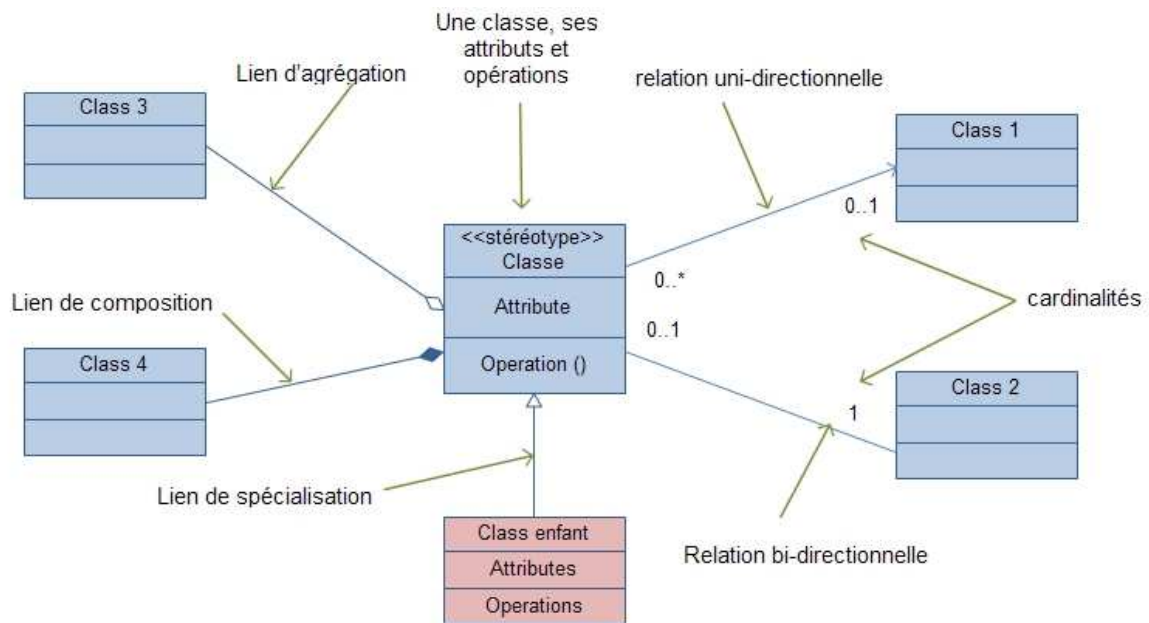 Une classe, ses
attributs et
opérations
Lien d'agrégation
relation uni-directionnelle
Class 3
Class 1
0..1
<<stéréotype>>
Classe
0..*
Attribute
Lien de composition
cardinalités
0..1
Class 4
Operation ()
Class 2
1
Lien de spécialisation
Class enfant
Relation bi-directionnelle
Attributes
Operations